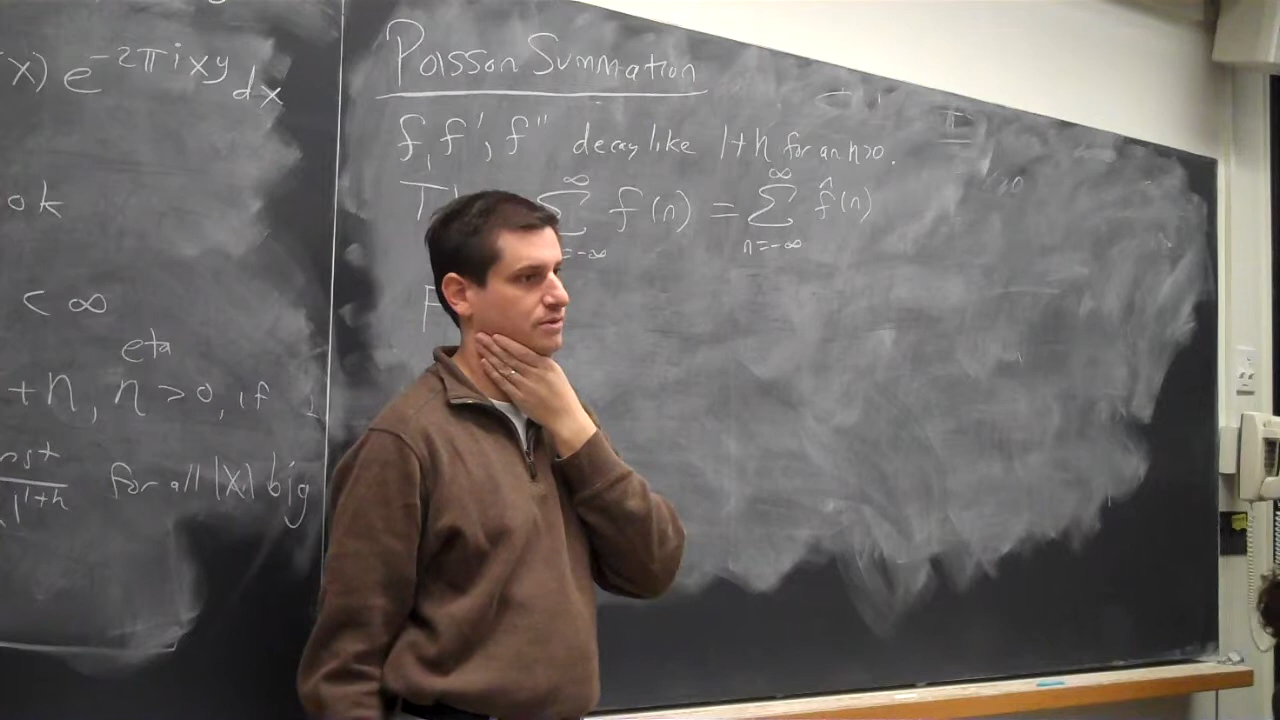 x) e^{-2πixy} dx
ok
< ∞
eta
+η, η>0, if
for all |x| big
Poisson Summation
f, f', f'' decay like 1+η for an η>0.
∑_{n=-∞}^{∞} f(n) = ∑_{n=-∞}^{∞} f̂(n)